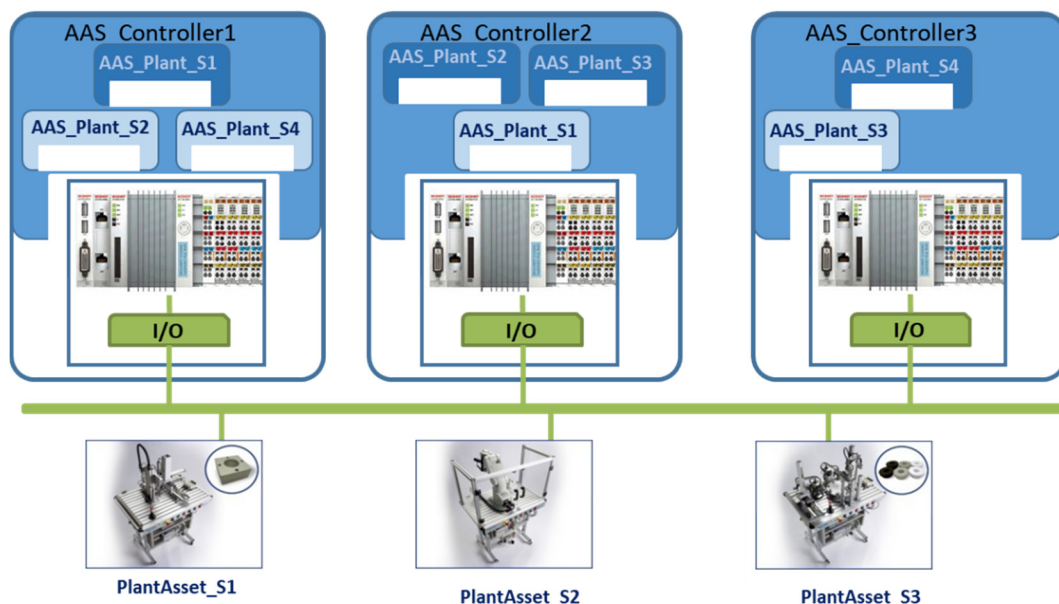 AAS_Controller1
AAS_Controller2
AAS_Controller3
AAS_Plant_S1
AAS_Plant_S2
AAS_Plant_S3
AAS_Plant_S4
AAS_Plant_S2
AAS_Plant_S4
AAS_Plant_S1
AAS_Plant_S3
I/O
I/O
I/O
PlantAsset_S1
PlantAsset_S2
PlantAsset_S3